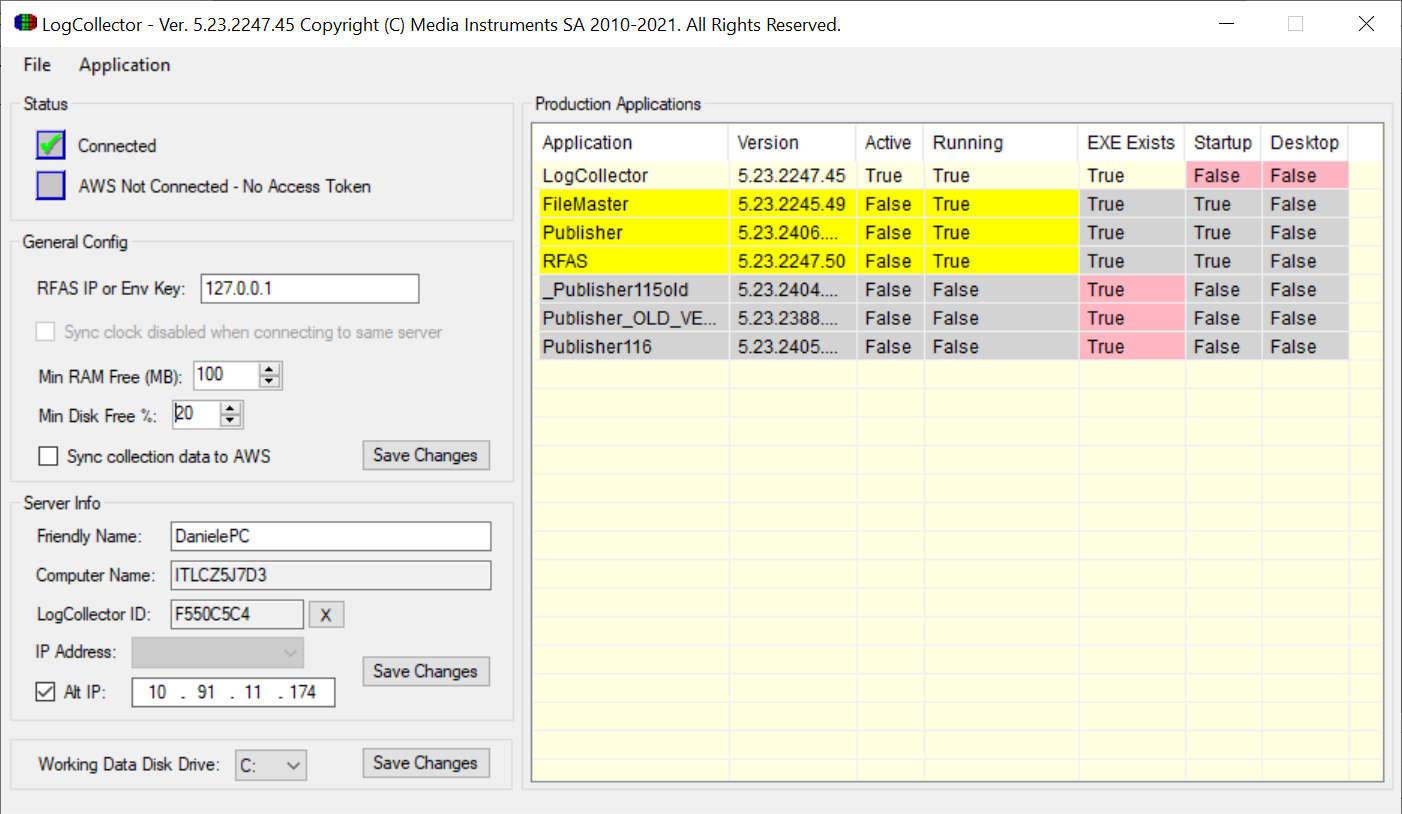 LogCollector - Ver. 5.23.2247.45 Copyright (C) Media Instruments SA 2010-2021. All Rights Reserved.
File Application
Status
Connected
AWS Not Connected - No Access Token
General Config
RFAS IP or Env Key: 127.0.0.1
Sync clock disabled when connecting to same server
Min RAM Free (MB): 100
Min Disk Free %: 20
Sync collection data to AWS Save Changes
Server Info
Friendly Name: DanielePC
Computer Name: ITLCZ5J7D3
LogCollector ID: F550C5C4 X
IP Address:
Save Changes
Alt IP: 10 . 91 . 11 . 174
Working Data Disk Drive: C: Save Changes
Production Applications
Application Version Active Running EXE Exists Startup Desktop
LogCollector 5.23.2247.45 True True True False False
FileMaster 5.23.2245.49 False True True True False
Publisher 5.23.2406.... False True True True False
RFAS 5.23.2247.50 False True True True False
_Publisher115old 5.23.2404.... False False True False False
Publisher_OLD_VE... 5.23.2388.... False False True False False
Publisher116 5.23.2405.... False False True False False